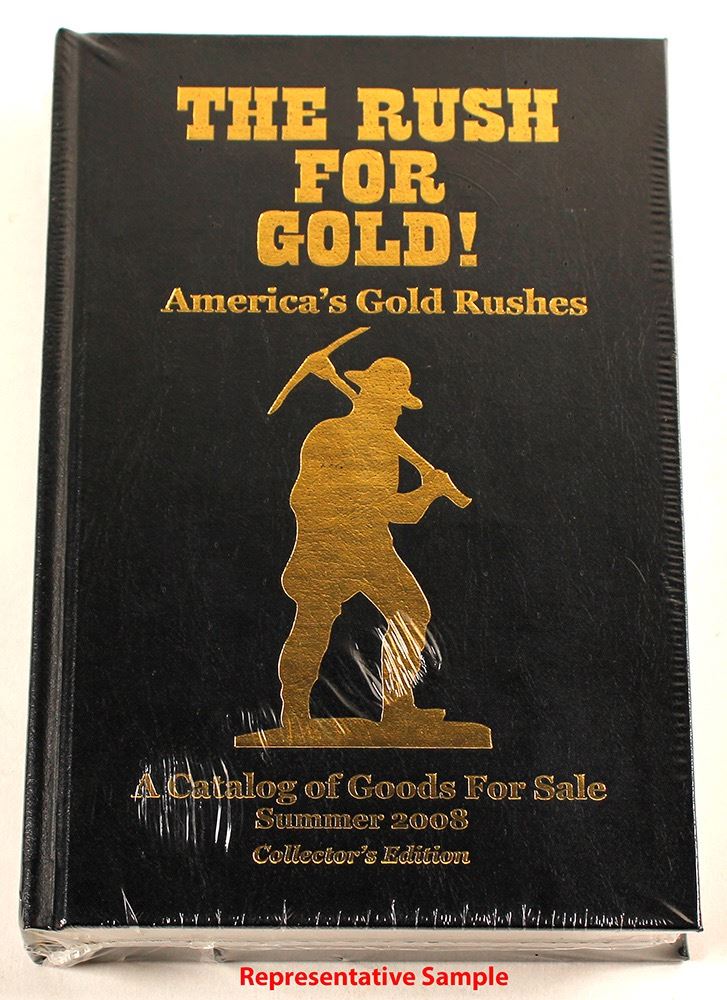 THE RUSH
FOR
GOLD!
America's Gold Rushes
A Catalog of Goods For Sale
Summer 2008
Collector's Edition
Representative Sample